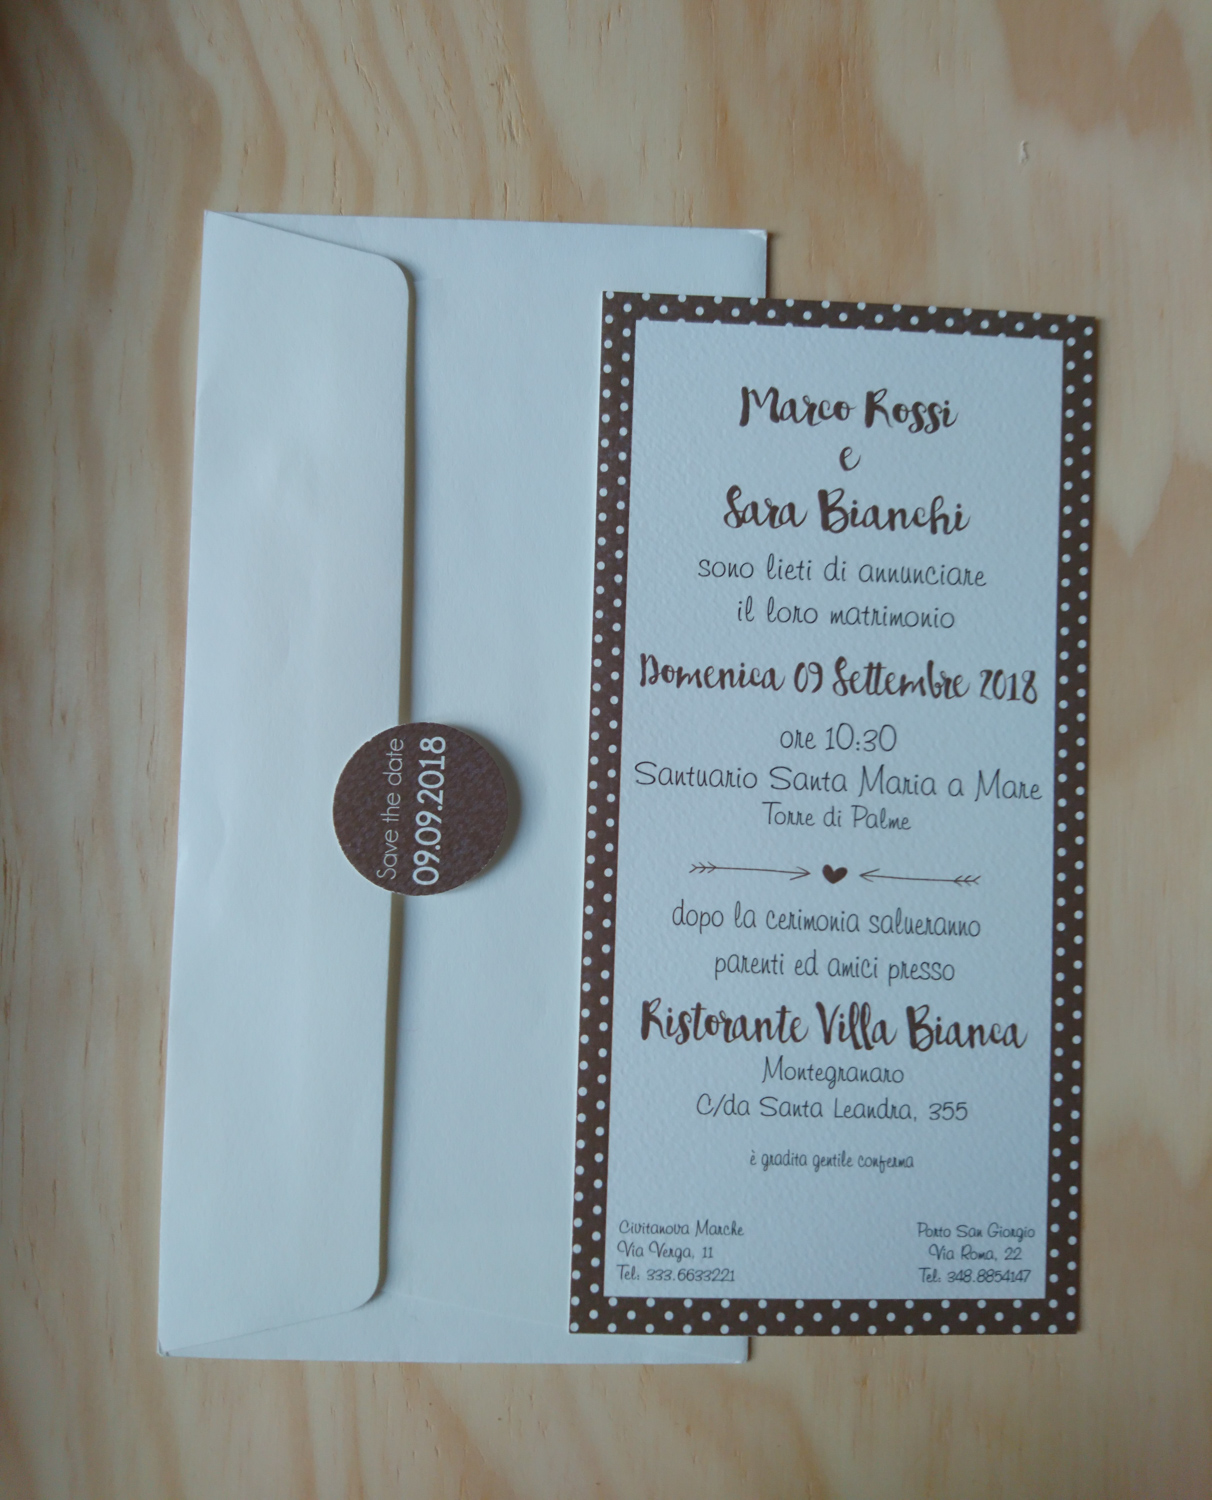 Save the date
09.09.2018
Marco Rossi
e
Sara Bianchi
sono lieti di annunciare
il loro matrimonio
Domenica 09 Settembre 2018
ore 10:30
Santuario Santa Maria a Mare
Torre di Palme
dopo la cerimonia salueranno
parenti ed amici presso
Ristorante Villa Bianca
Montegranaro
C/da Santa Leandra, 355
è gradita gentile conferma
Civitanova Marche
Via Verga, 11
Tel: 333.6633221
Porto San Giorgio
Via Roma, 22
Tel: 348.8854147